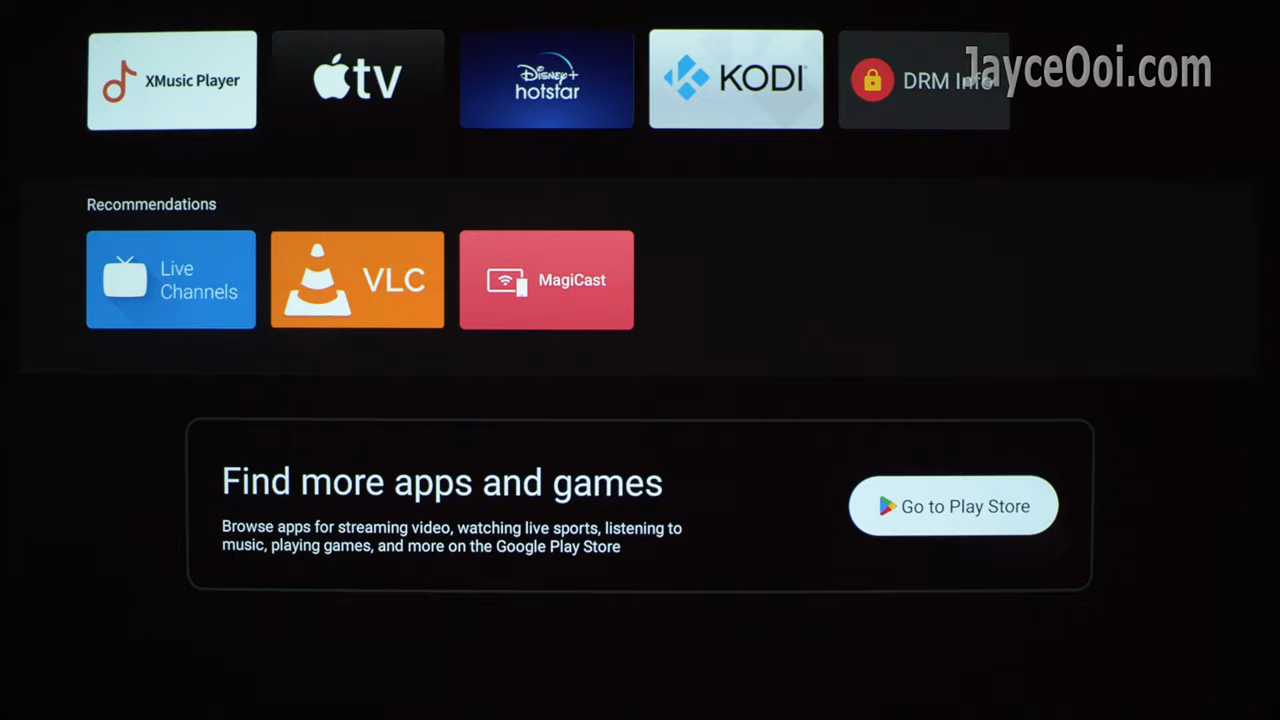 XMusic Player
tv
Disney+
hotstar
KODI
DRM Info
JayceOoi.com
Recommendations
Live
Channels
VLC
MagiCast
Find more apps and games
Browse apps for streaming video, watching live sports, listening to
music, playing games, and more on the Google Play Store
Go to Play Store